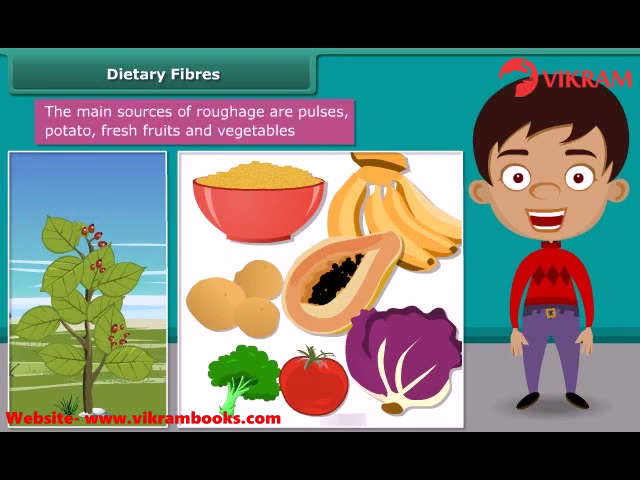 Dietary Fibres
VIKRAM
The main sources of roughage are pulses,
potato, fresh fruits and vegetables
Website- www.vikrambooks.com